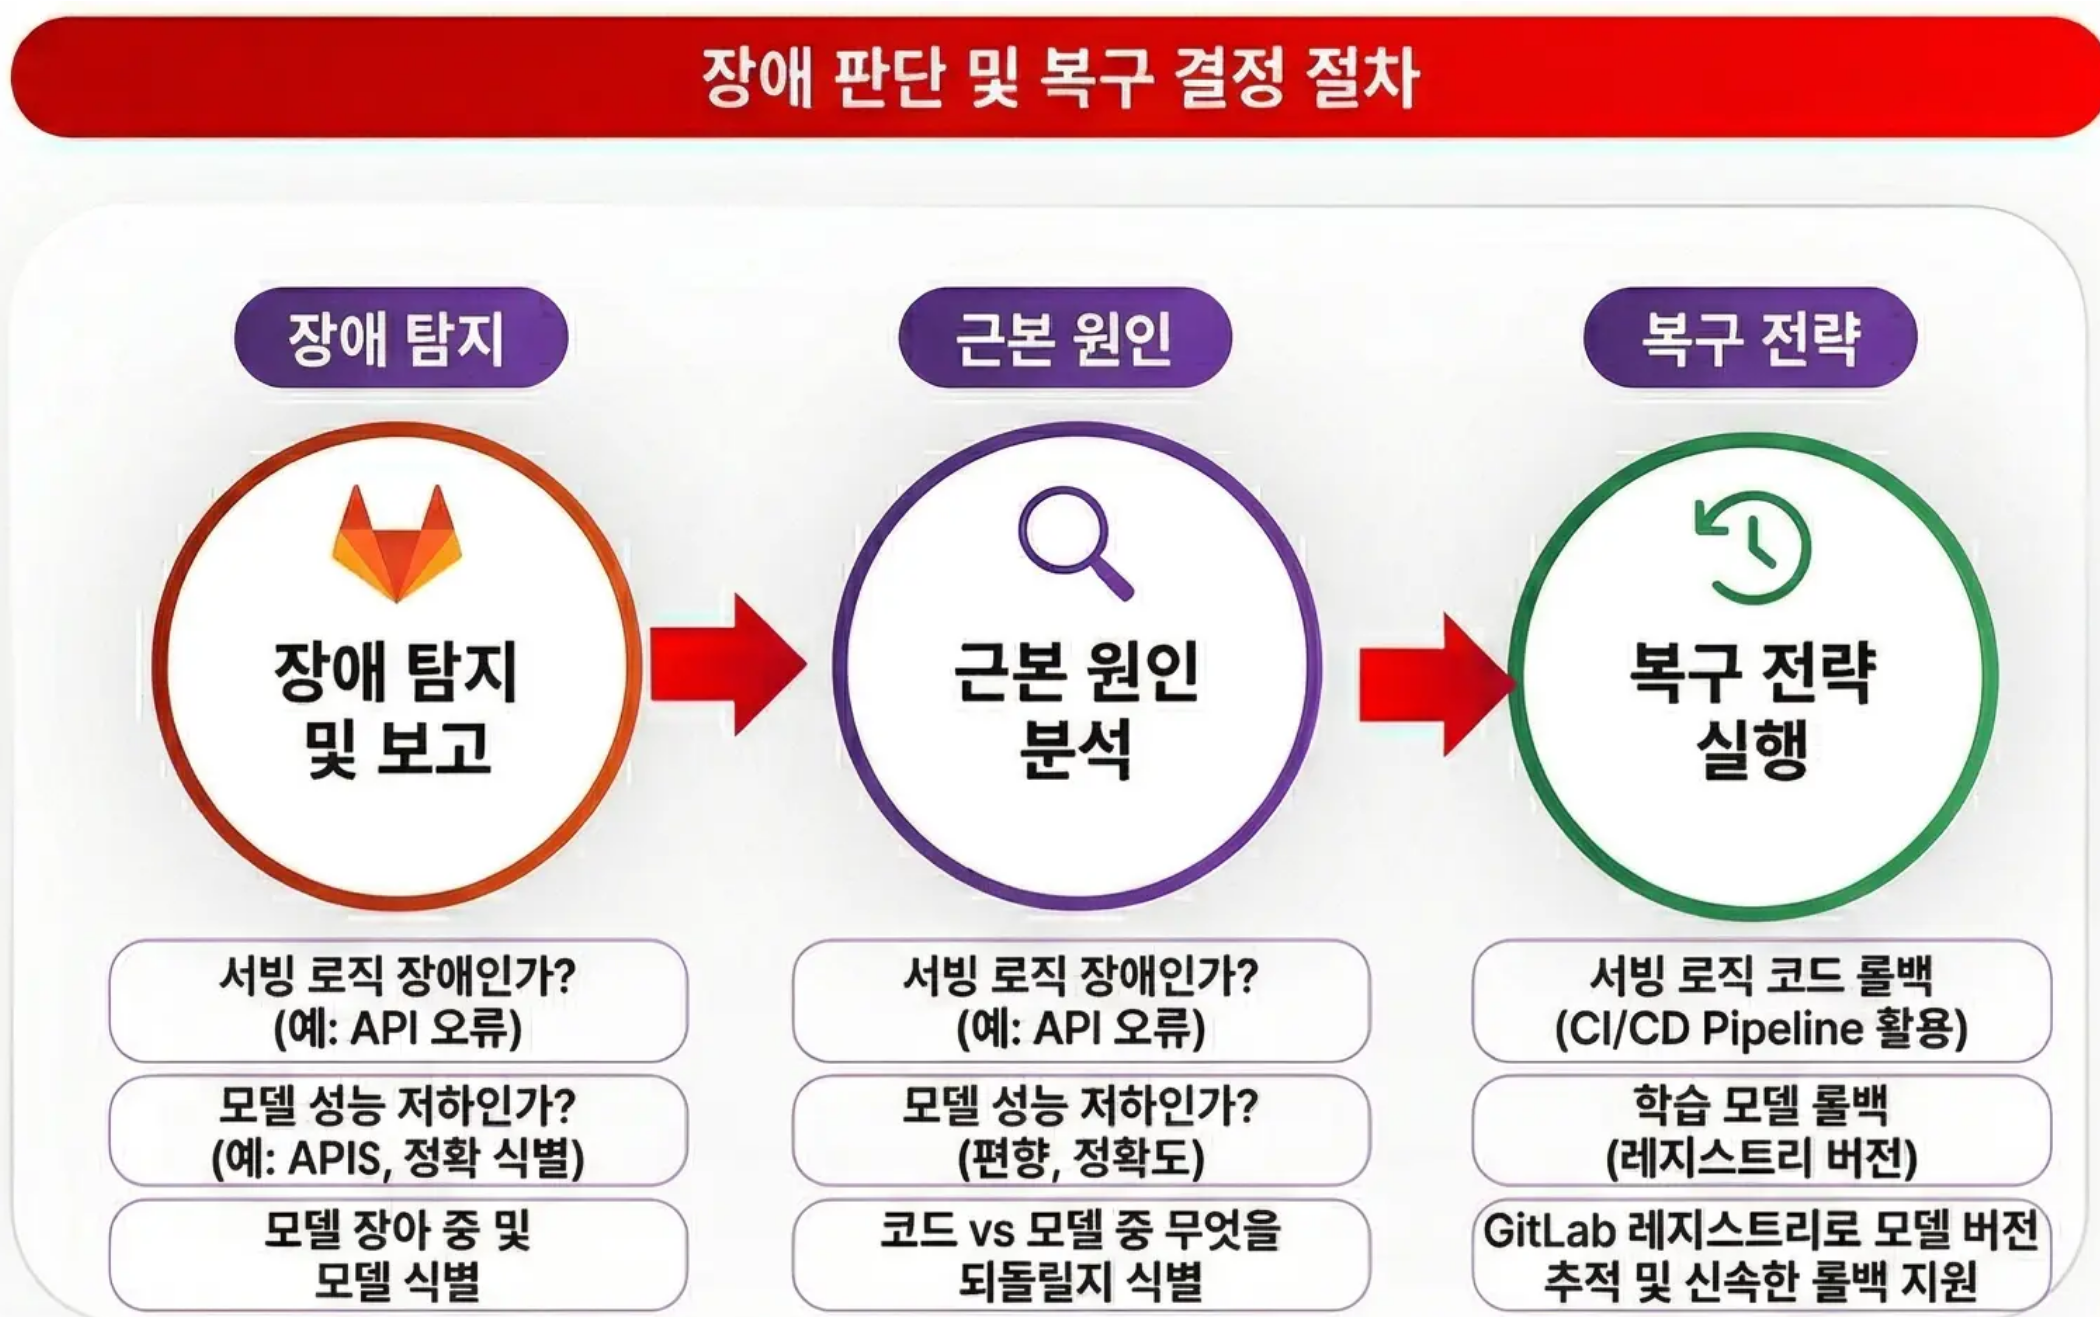 장애 판단 및 복구 결정 절차
장애 탐지
근본 원인
복구 전략
장애 탐지
및 보고
근본 원인
분석
복구 전략
실행
서빙 로직 장애인가?
(예: API 오류)
모델 성능 저하인가?
(예: APIS, 정확 식별)
모델 장아 중 및
모델 식별
서빙 로직 장애인가?
(예: API 오류)
모델 성능 저하인가?
(편향, 정확도)
코드 vs 모델 중 무엇을
되돌릴지 식별
서빙 로직 코드 롤백
(CI/CD Pipeline 활용)
학습 모델 롤백
(레지스트리 버전)
GitLab 레지스트리로 모델 버전
추적 및 신속한 롤백 지원